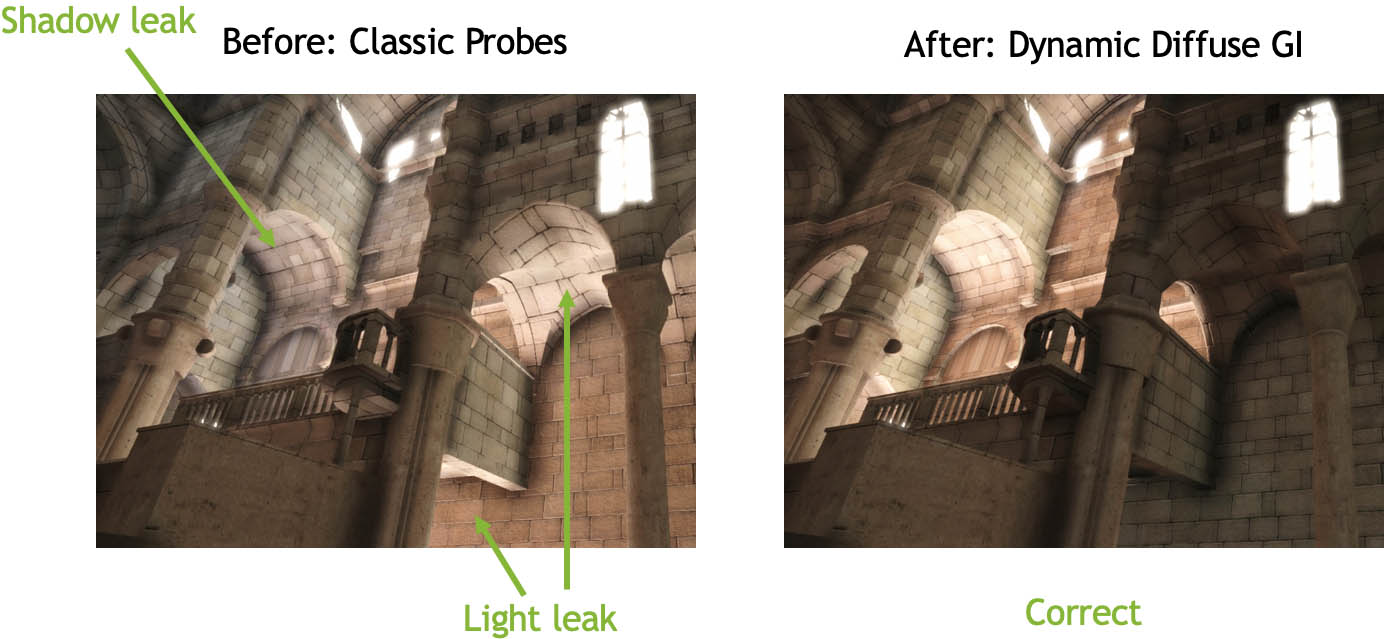 Shadow leak
Before: Classic Probes
After: Dynamic Diffuse GI
Light leak
Correct